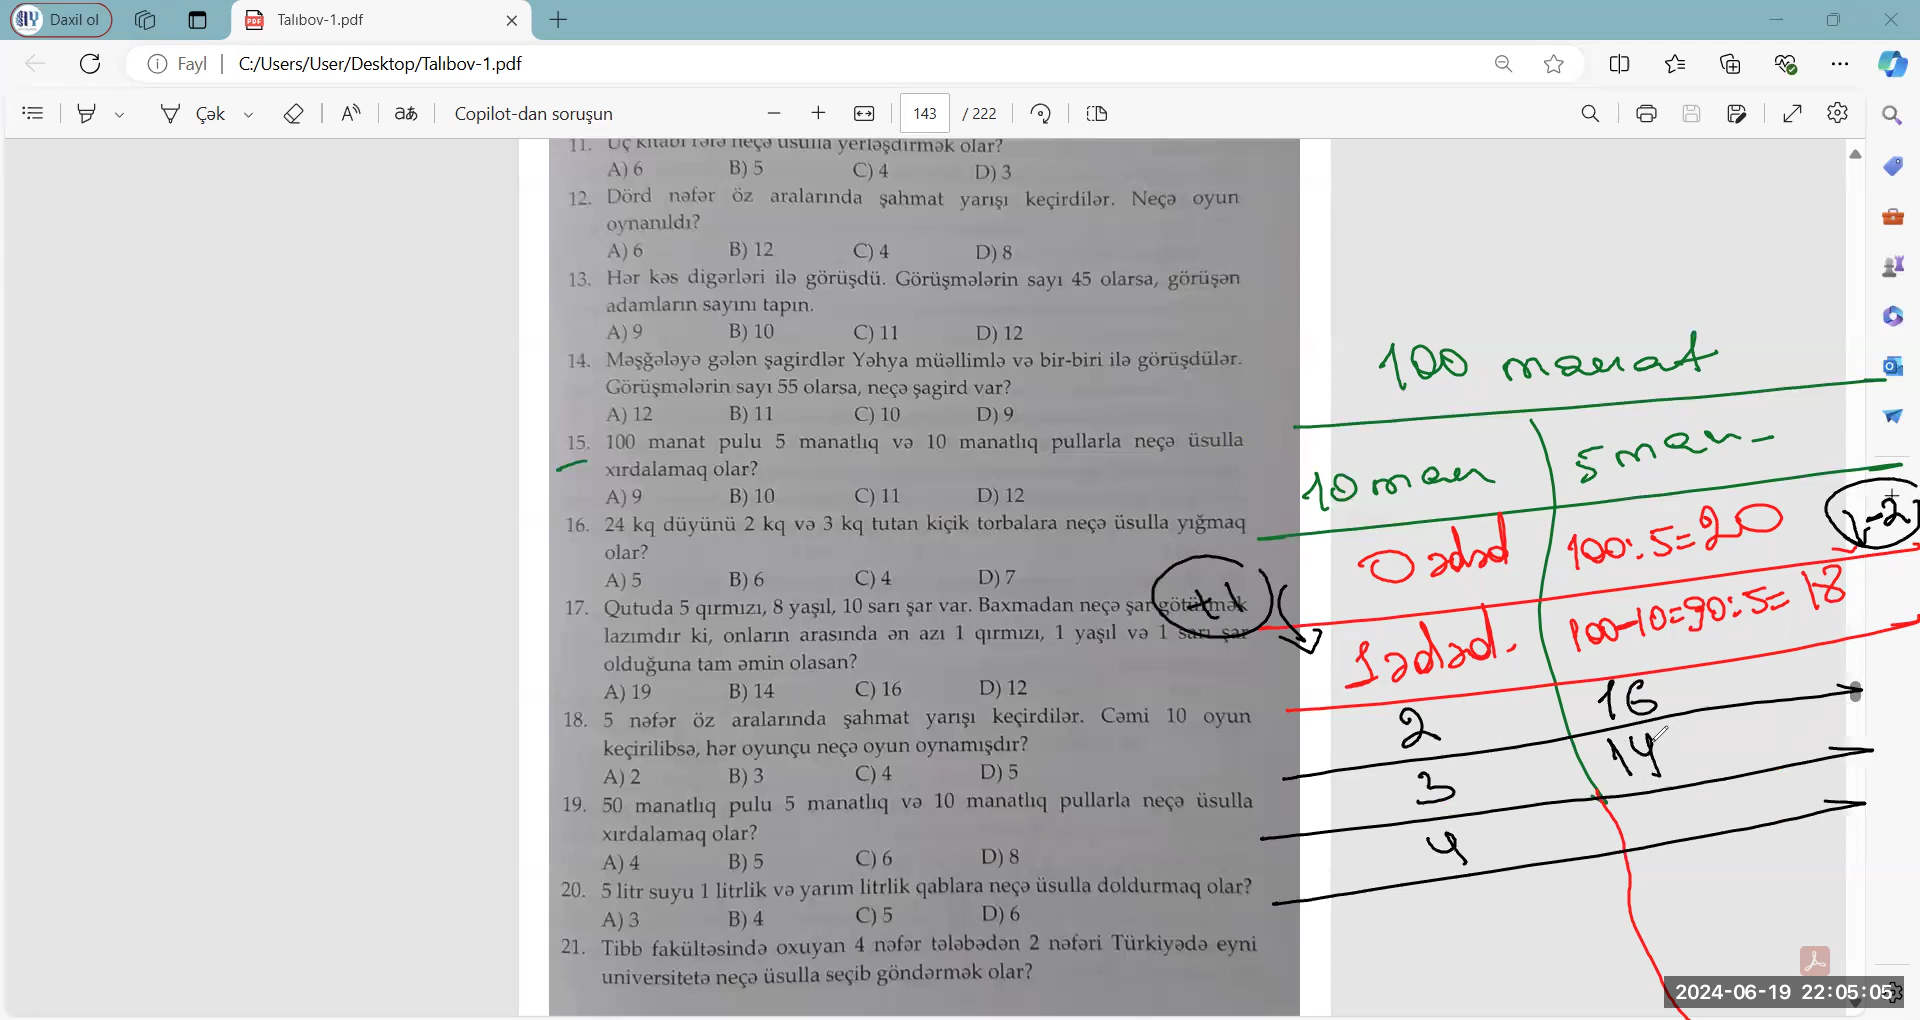 Daxil ol
Talıbov-1.pdf
Fayl
C:/Users/User/Desktop/Talıbov-1.pdf
Çək
Copilot-dan soruşun
143 / 222
11. Üç kitabı rəfə neçə üsulla yerləşdirmək olar?
A) 6 B) 5 C) 4 D) 3
12. Dörd nəfər öz aralarında şahmat yarışı keçirdilər. Neçə oyun
oynanıldı?
A) 6 B) 12 C) 4 D) 8
13. Hər kəs digərləri ilə görüşdü. Görüşmələrin sayı 45 olarsa, görüşən
adamların sayını tapın.
A) 9 B) 10 C) 11 D) 12
14. Məşğələyə gələn şagirdlər Yəhya müəllimlə və bir-biri ilə görüşdülər.
Görüşmələrin sayı 55 olarsa, neçə şagird var?
A) 12 B) 11 C) 10 D) 9
15. 100 manat pulu 5 manatlıq və 10 manatlıq pullarla neçə üsulla
xırdalamaq olar?
A) 9 B) 10 C) 11 D) 12
16. 24 kq düyünü 2 kq və 3 kq tutan kiçik torbalara neçə üsulla yığmaq
olar?
A) 5 B) 6 C) 4 D) 7
17. Qutuda 5 qırmızı, 8 yaşıl, 10 sarı şar var. Baxmadan neçə şar götürmək
lazımdır ki, onların arasında ən azı 1 qırmızı, 1 yaşıl və 1 sarı şar
olduğuna tam əmin olasan?
A) 19 B) 14 C) 16 D) 12
18. 5 nəfər öz aralarında şahmat yarışı keçirdilər. Cəmi 10 oyun
keçirilibsə, hər oyunçu neçə oyun oynamışdır?
A) 2 B) 3 C) 4 D) 5
19. 50 manatlıq pulu 5 manatlıq və 10 manatlıq pullarla neçə üsulla
xırdalamaq olar?
A) 4 B) 5 C) 6 D) 8
20. 5 litr suyu 1 litrlik və yarım litrlik qablara neçə üsulla doldurmaq olar?
A) 3 B) 4 C) 5 D) 6
21. Tibb fakültəsində oxuyan 4 nəfər tələbədən 2 nəfəri Türkiyədə eyni
universitetə neçə üsulla seçib göndərmək olar?
100 manat
10 man 5 man-
0 ədəd 100:5=20
-2
+1
1 ədəd. 100-10=90:5=18
2 16
3 14
4
2024-06-19 22:05:05